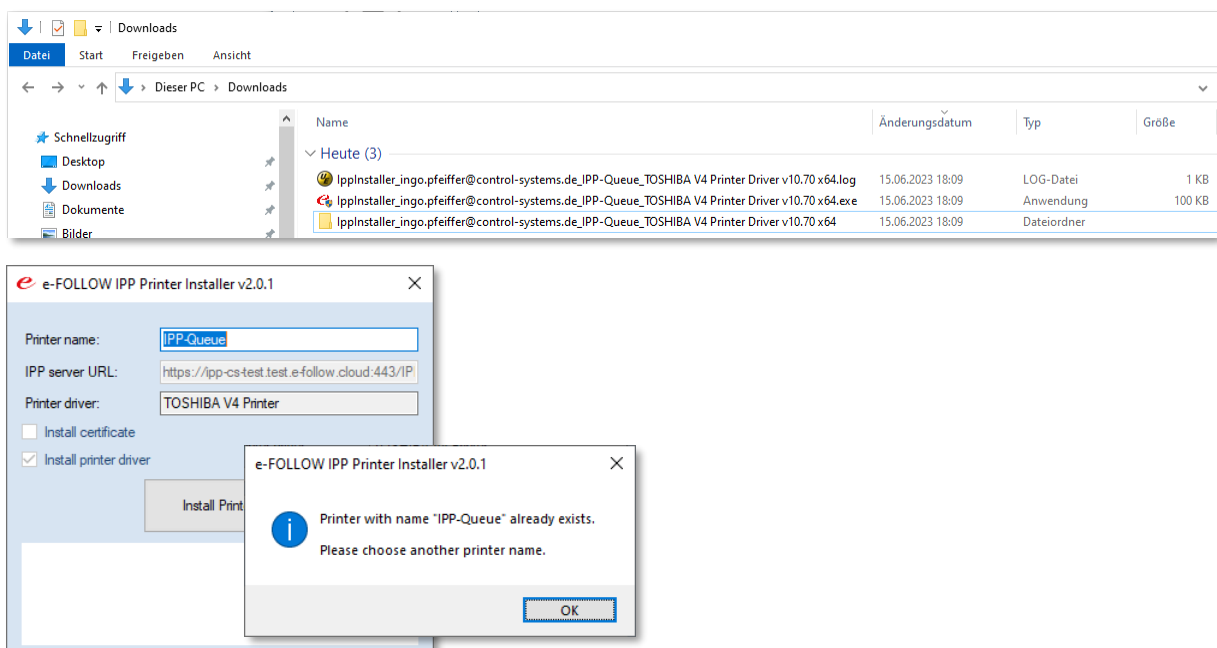 Downloads
Datei Start Freigeben Ansicht
Dieser PC > Downloads
Name Änderungsdatum Typ Größe
Schnellzugriff
Desktop
Downloads
Dokumente
Bilder
Heute (3)
IppInstaller_ingo.pfeiffer@control-systems.de_IPP-Queue_TOSHIBA V4 Printer Driver v10.70 x64.log 15.06.2023 18:09 LOG-Datei 1 KB
IppInstaller_ingo.pfeiffer@control-systems.de_IPP-Queue_TOSHIBA V4 Printer Driver v10.70 x64.exe 15.06.2023 18:09 Anwendung 100 KB
IppInstaller_ingo.pfeiffer@control-systems.de_IPP-Queue_TOSHIBA V4 Printer Driver v10.70 x64 15.06.2023 18:09 Dateiordner
e-FOLLOW IPP Printer Installer v2.0.1
Printer name: IPP-Queue
IPP server URL: https://ipp-cs-test.test.e-follow.cloud:443/IP
Printer driver: TOSHIBA V4 Printer
Install certificate
Install printer driver
Install Print
e-FOLLOW IPP Printer Installer v2.0.1
Printer with name "IPP-Queue" already exists.
Please choose another printer name.
OK